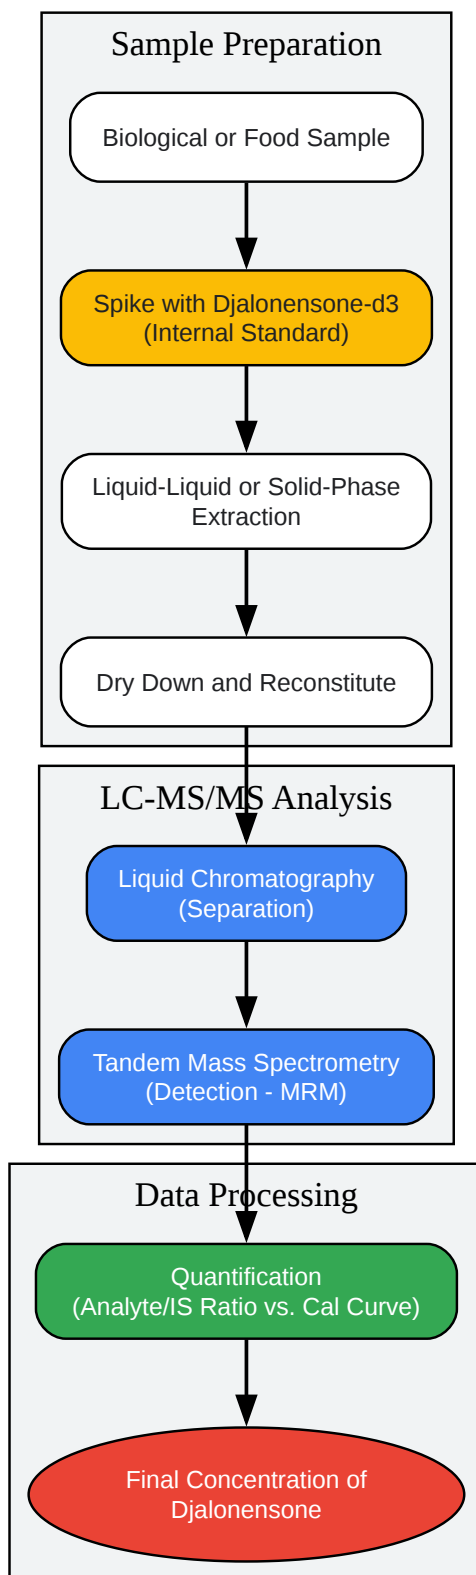 Sample Preparation
Biological or Food Sample
Spike with Djalonensone-d3
(Internal Standard)
Liquid-Liquid or Solid-Phase
Extraction
Dry Down and Reconstitute
LC-MS/MS Analysis
Liquid Chromatography
(Separation)
Tandem Mass Spectrometry
(Detection - MRM)
Data Processing
Quantification
(Analyte/IS Ratio vs. Cal Curve)
Final Concentration of
Djalonensone